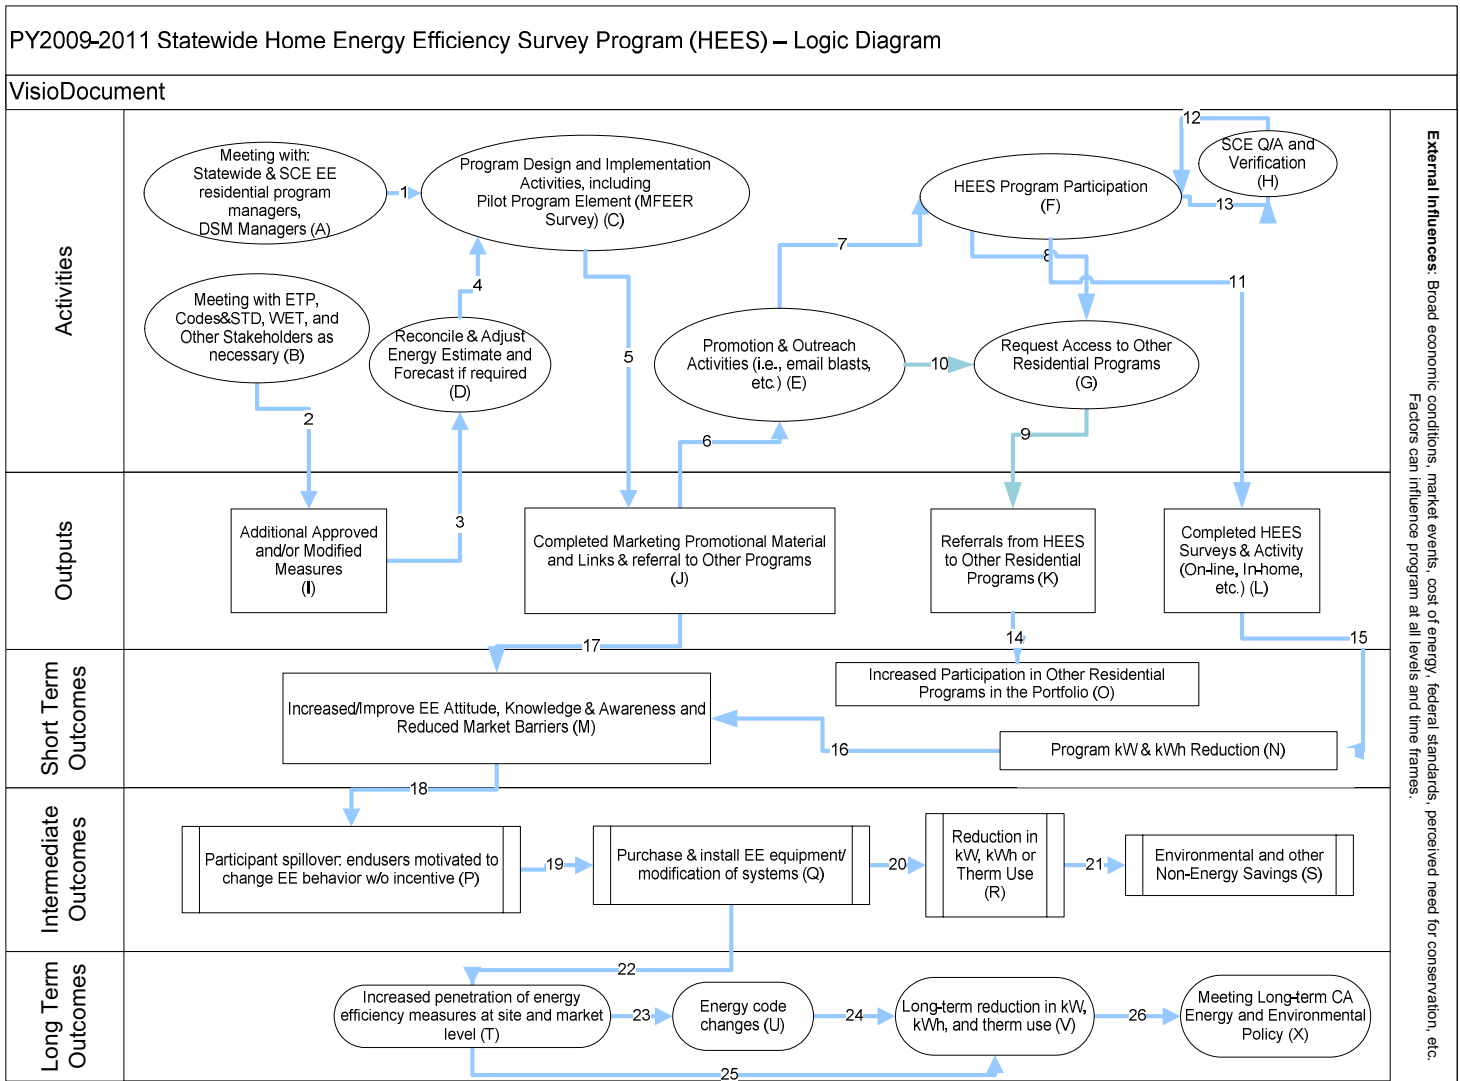 PY2009-2011 Statewide Home Energy Efficiency Survey Program (HEES) – Logic Diagram
VisioDocument
Activities
Meeting with:
Statewide & SCE EE
residential program
managers,
DSM Managers (A)
1
Program Design and Implementation
Activities, including
Pilot Program Element (MFEER
Survey) (C)
HEES Program Participation
(F)
12
SCE Q/A and
Verification
(H)
13
7
8
11
4
Meeting with ETP,
Codes&STD, WET, and
Other Stakeholders as
necessary (B)
Reconcile & Adjust
Energy Estimate and
Forecast if required
(D)
5
Promotion & Outreach
Activities (i.e., email blasts,
etc.) (E)
10
Request Access to Other
Residential Programs
(G)
2
6
9
Outputs
3
Additional Approved
and/or Modified
Measures
(I)
Completed Marketing Promotional Material
and Links & referral to Other Programs
(J)
Referrals from HEES
to Other Residential
Programs (K)
Completed HEES
Surveys & Activity
(On-line, In-home,
etc.) (L)
17
14
15
Short Term
Outcomes
Increased/Improve EE Attitude, Knowledge & Awareness and
Reduced Market Barriers (M)
Increased Participation in Other Residential
Programs in the Portfolio (O)
16
Program kW & kWh Reduction (N)
18
Intermediate
Outcomes
Participant spillover: endusers motivated to
change EE behavior w/o incentive (P)
19
Purchase & install EE equipment/
modification of systems (Q)
20
Reduction in
kW, kWh or
Therm Use
(R)
21
Environmental and other
Non-Energy Savings (S)
22
Long Term
Outcomes
Increased penetration of energy
efficiency measures at site and market
level (T)
23
Energy code
changes (U)
24
Long-term reduction in kW,
kWh, and therm use (V)
26
Meeting Long-term CA
Energy and Environmental
Policy (X)
25
External Influences: Broad economic conditions, market events, cost of energy, federal standards, perceived need for conservation, etc.
Factors can influence program at all levels and time frames.